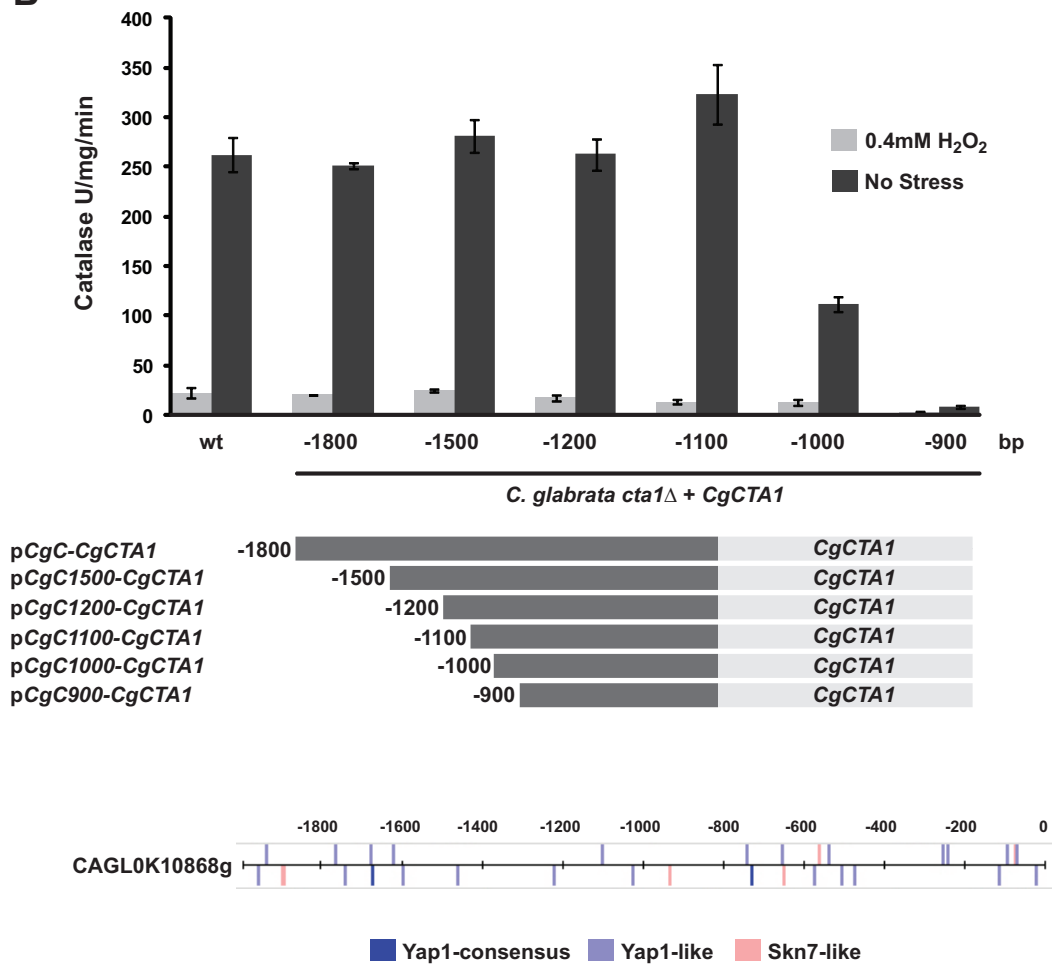 B
400
350
300
250
200
150
100
50
0
Catalase U/mg/min
0.4mM H₂O₂
No Stress
wt -1800 -1500 -1200 -1100 -1000 -900 bp
C. glabrata cta1Δ + CgCTA1
pCgC-CgCTA1 -1800 CgCTA1
pCgC1500-CgCTA1 -1500 CgCTA1
pCgC1200-CgCTA1 -1200 CgCTA1
pCgC1100-CgCTA1 -1100 CgCTA1
pCgC1000-CgCTA1 -1000 CgCTA1
pCgC900-CgCTA1 -900 CgCTA1
-1800 -1600 -1400 -1200 -1000 -800 -600 -400 -200 0
CAGL0K10868g
Yap1-consensus Yap1-like Skn7-like